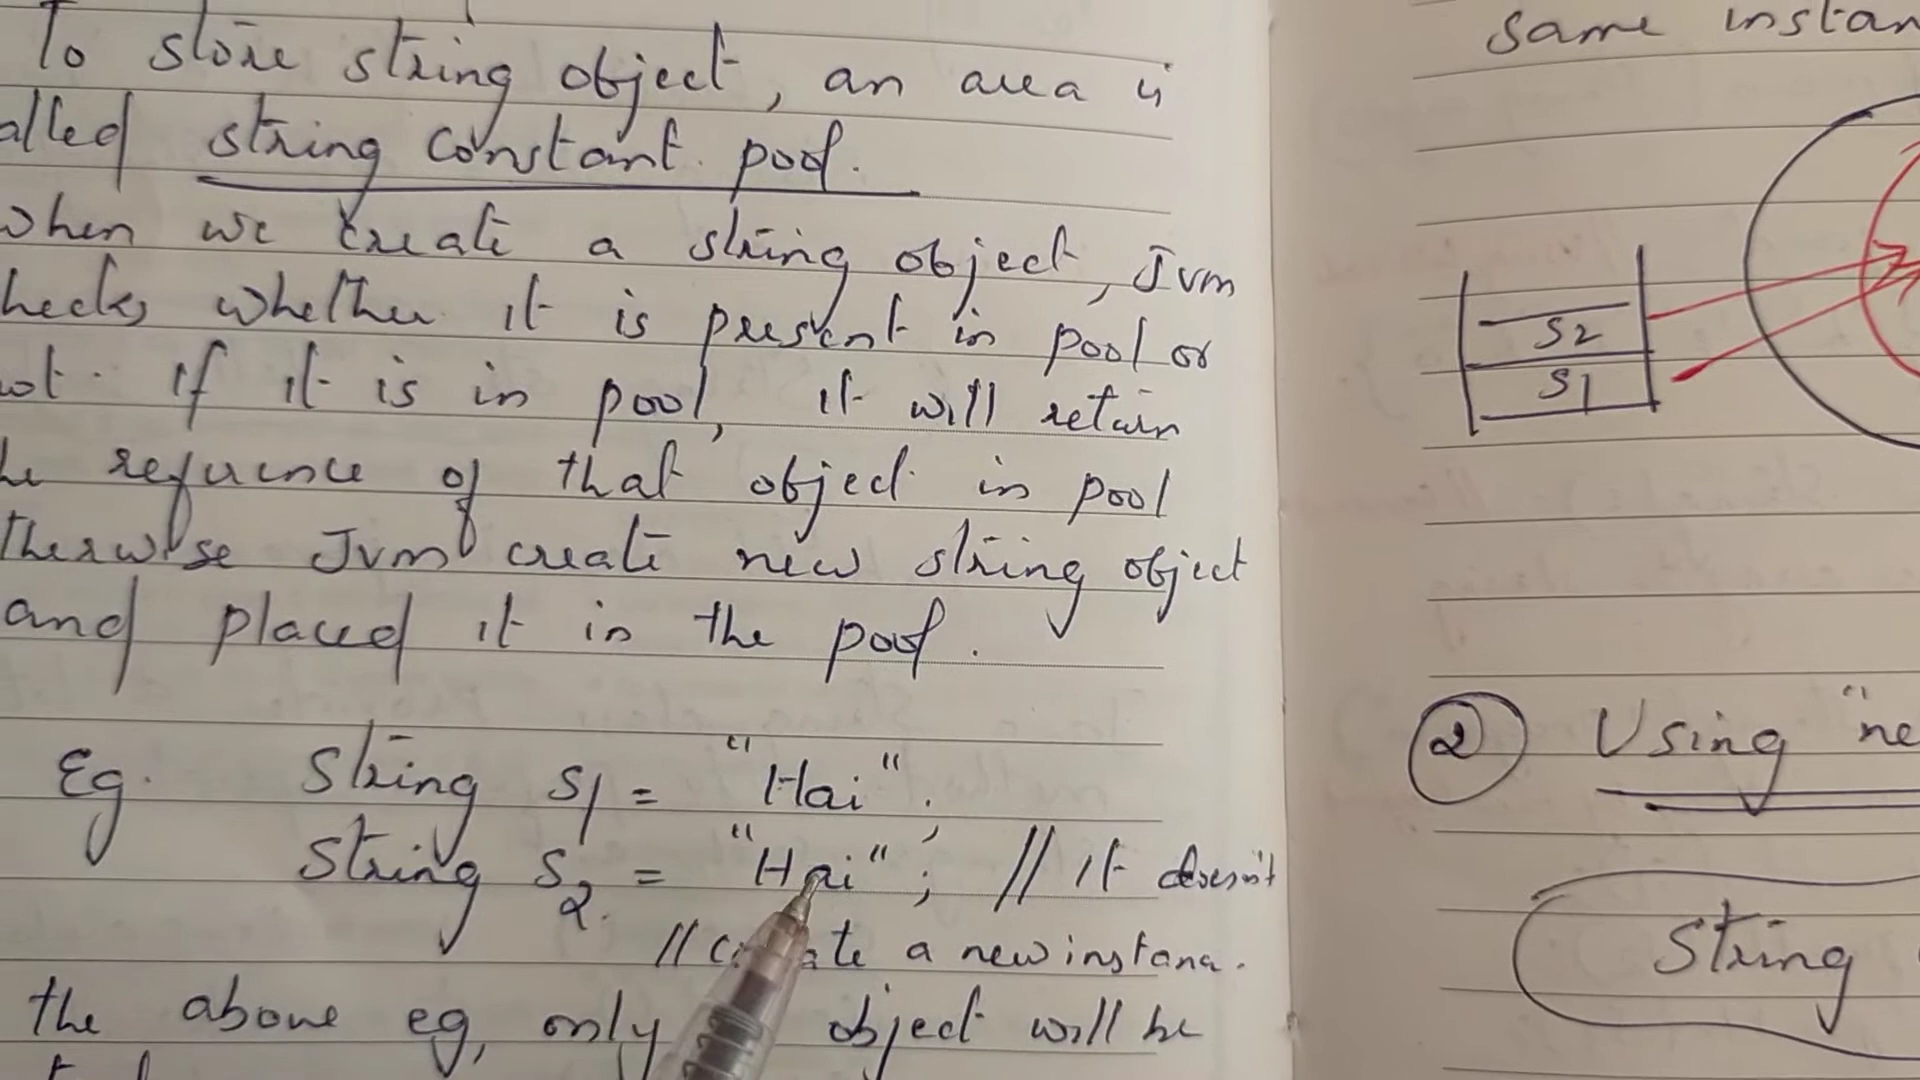 To store string object, an area is
alled string constant pool.
when we create a string object, Jvm
hecks whether it is present in pool or
ot. If it is in pool, it will retain
he reference of that object in pool
therwise Jvm create new string object
and placed it in the pool.
Eg. String s1 = "Hai".
String s2 = "Hai"; // It doesn't
// create a new instance.
the above eg, only object will be
same instan
S2
S1
② Using "ne
String